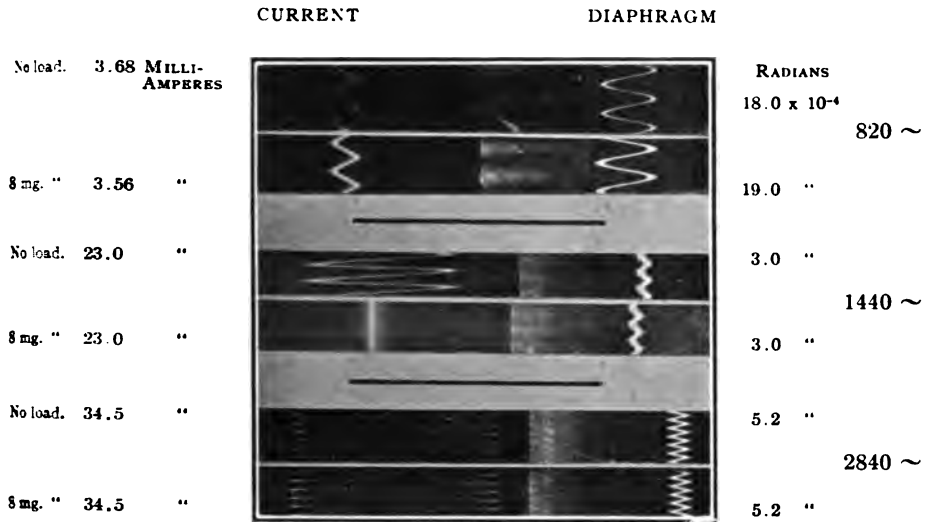 CURRENT DIAPHRAGM
No load. 3.68 MILLI-AMPERES RADIANS
18.0 x 10-4
820 ~
8 mg. “ 3.56 “ 19.0 “
No load. 23.0 “ 3.0 “
1440 ~
8 mg. “ 23.0 “ 3.0 “
No load. 34.5 “ 5.2 “
2840 ~
8 mg. “ 34.5 “ 5.2 “